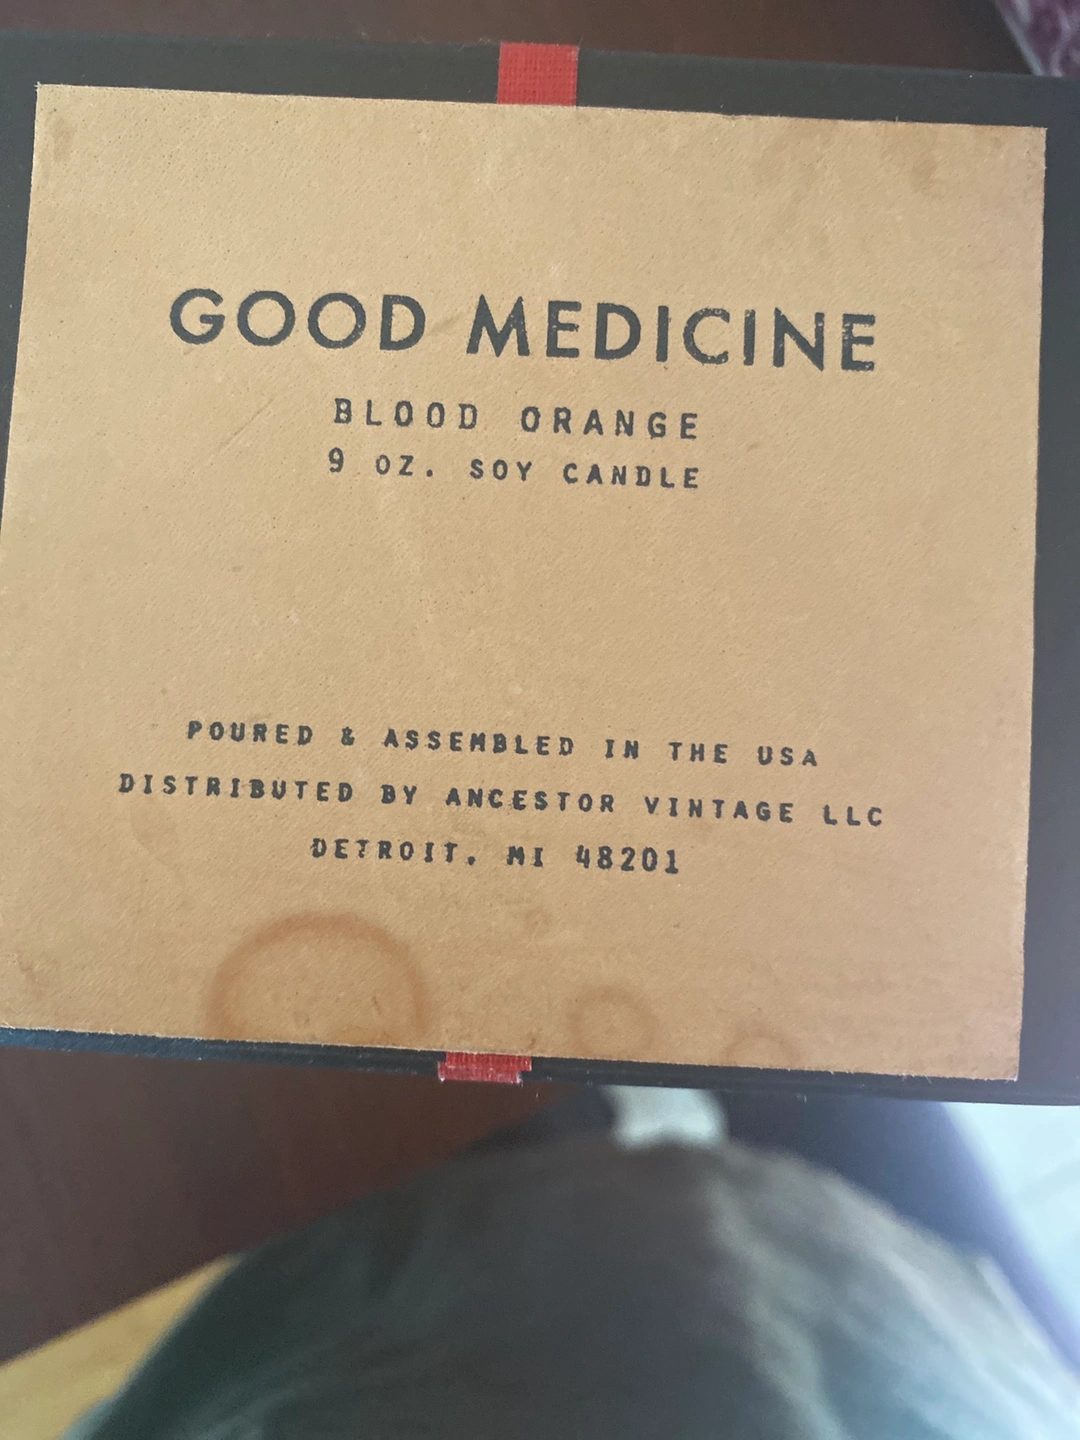 GOOD MEDICINE
BLOOD ORANGE
9 OZ. SOY CANDLE
POURED & ASSEMBLED IN THE USA
DISTRIBUTED BY ANCESTOR VINTAGE LLC
DETROIT, MI 48201